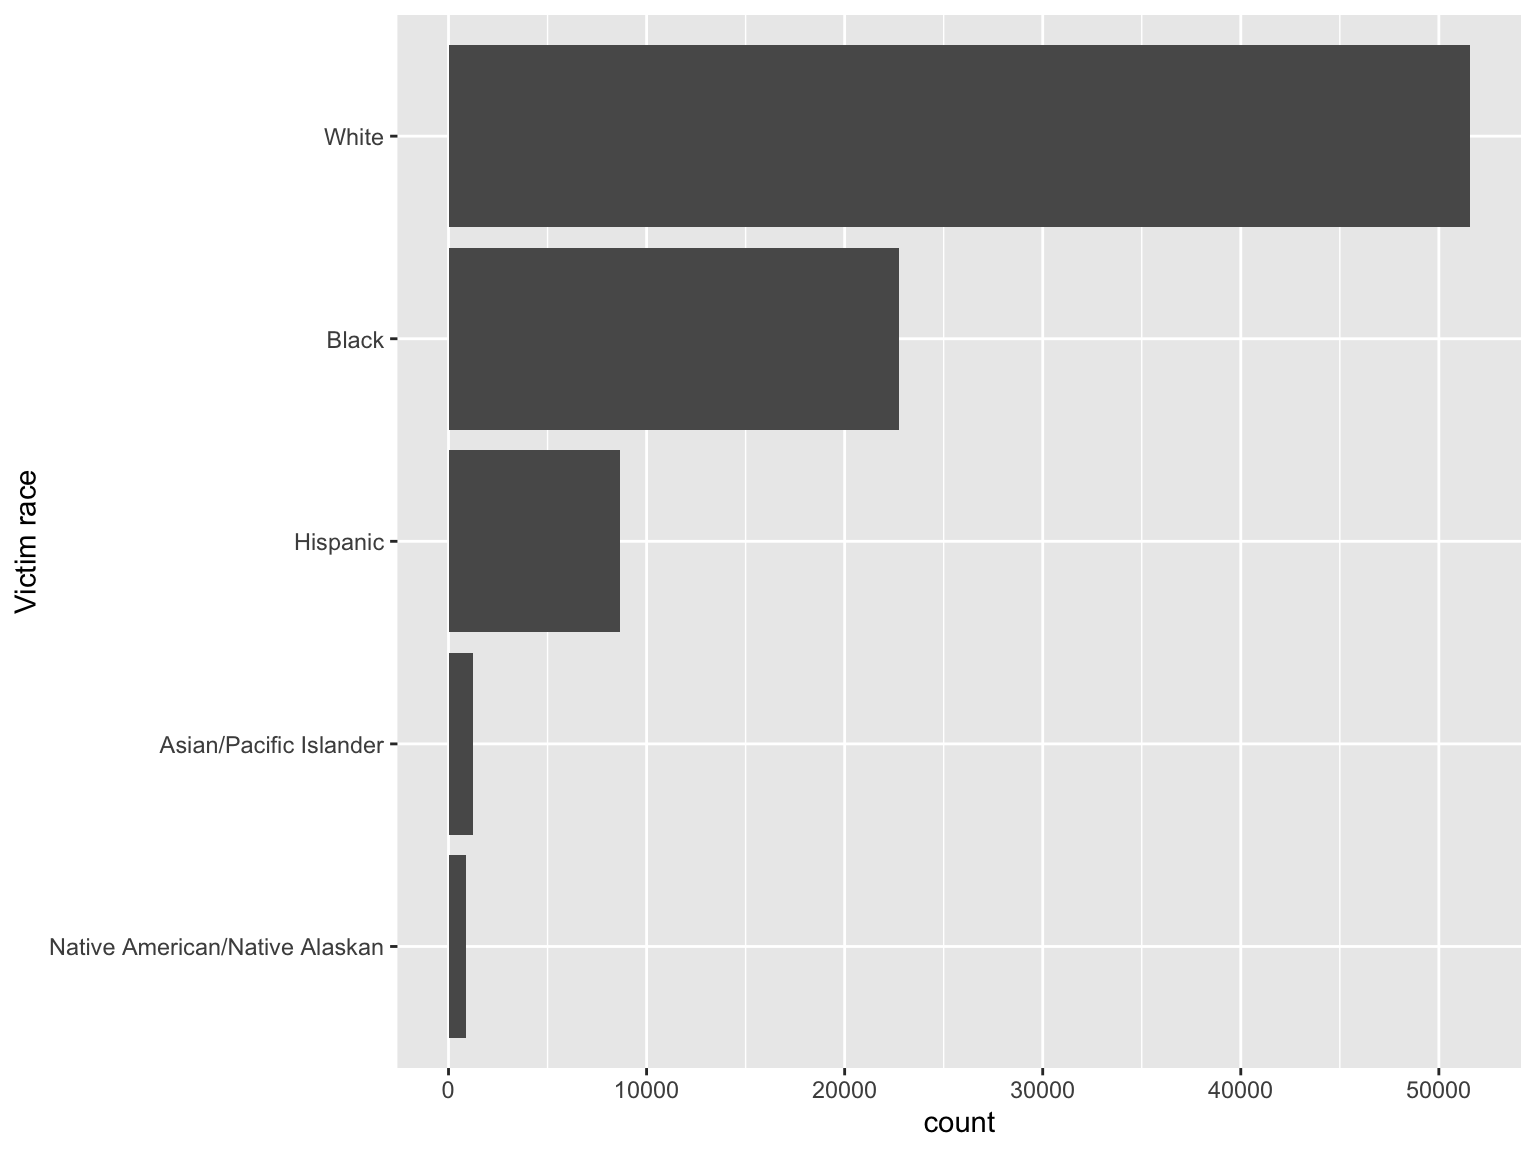 Victim race
White
Black
Hispanic
Asian/Pacific Islander
Native American/Native Alaskan
0 10000 20000 30000 40000 50000
count